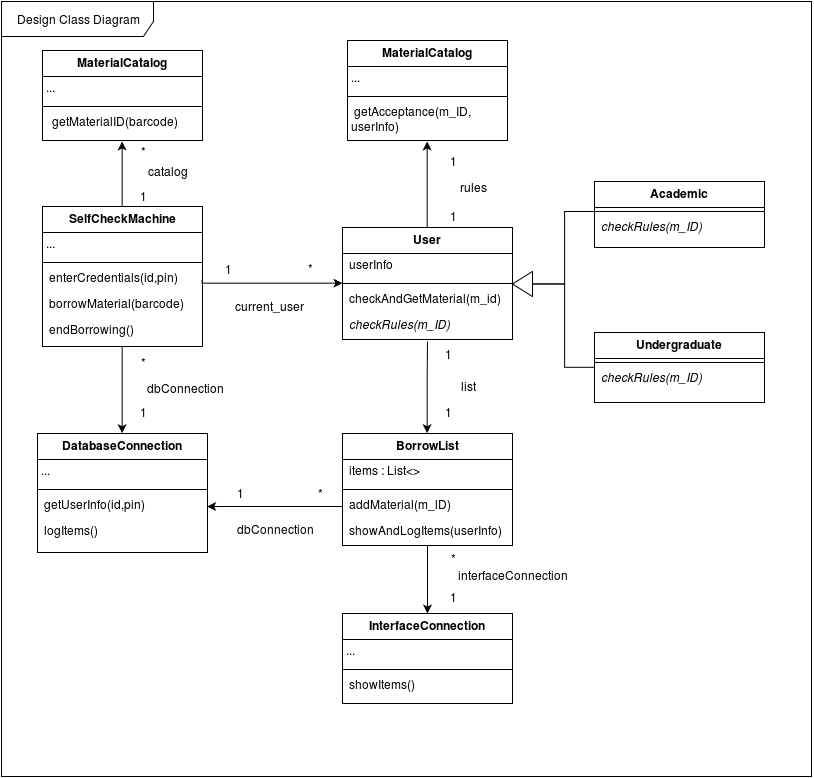 Design Class Diagram
MaterialCatalog
...
getMaterialID(barcode)
MaterialCatalog
...
getAcceptance(m_ID,
userInfo)
*
catalog
1
1
rules
1
SelfCheckMachine
...
enterCredentials(id,pin)
borrowMaterial(barcode)
endBorrowing()
1
*
current_user
User
userInfo
checkAndGetMaterial(m_id)
checkRules(m_ID)
Academic
checkRules(m_ID)
Undergraduate
checkRules(m_ID)
*
dbConnection
1
1
list
1
DatabaseConnection
...
getUserInfo(id,pin)
logItems()
1
*
dbConnection
BorrowList
items : List<>
addMaterial(m_ID)
showAndLogItems(userInfo)
*
interfaceConnection
1
InterfaceConnection
...
showItems()